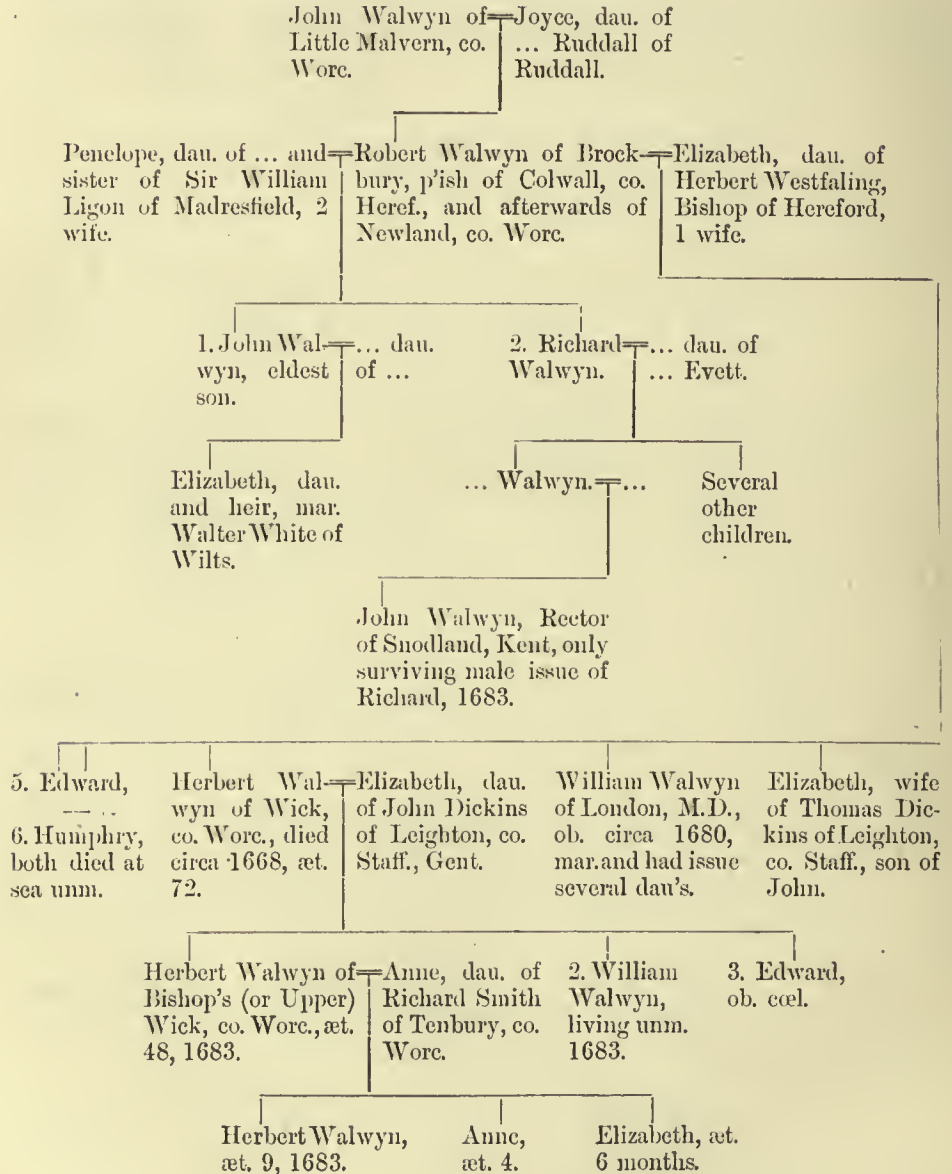 John Walwyn of Little Malvern, co. Worc.
Joyce, dau. of ... Ruddall of Ruddall.
Penelope, dau. of ... and sister of Sir William Ligon of Madresfield, 2 wife.
Robert Walwyn of Brockbury, p'ish of Colwall, co. Heref., and afterwards of Newland, co. Worc.
Elizabeth, dau. of Herbert Westfaling, Bishop of Hereford, 1 wife.
1. John Walwyn, eldest son.
... dau. of ...
2. Richard Walwyn.
... dau. of ... Evett.
Elizabeth, dau. and heir, mar. Walter White of Wilts.
... Walwyn.
...
Several other children.
John Walwyn, Rector of Snodland, Kent, only surviving male issue of Richard, 1683.
5. Edward,
6. Humphry, both died at sea unm.
Herbert Walwyn of Wick, co. Worc., died circa 1668, æt. 72.
Elizabeth, dau. of John Dickins of Leighton, co. Staff., Gent.
William Walwyn of London, M.D., ob. circa 1680, mar. and had issue several dau's.
Elizabeth, wife of Thomas Dickins of Leighton, co. Staff., son of John.
Herbert Walwyn of Bishop's (or Upper) Wick, co. Worc., æt. 48, 1683.
Anne, dau. of Richard Smith of Tenbury, co. Worc.
2. William Walwyn, living unm. 1683.
3. Edward, ob. cœl.
Herbert Walwyn, æt. 9, 1683.
Anne, æt. 4.
Elizabeth, æt. 6 months.